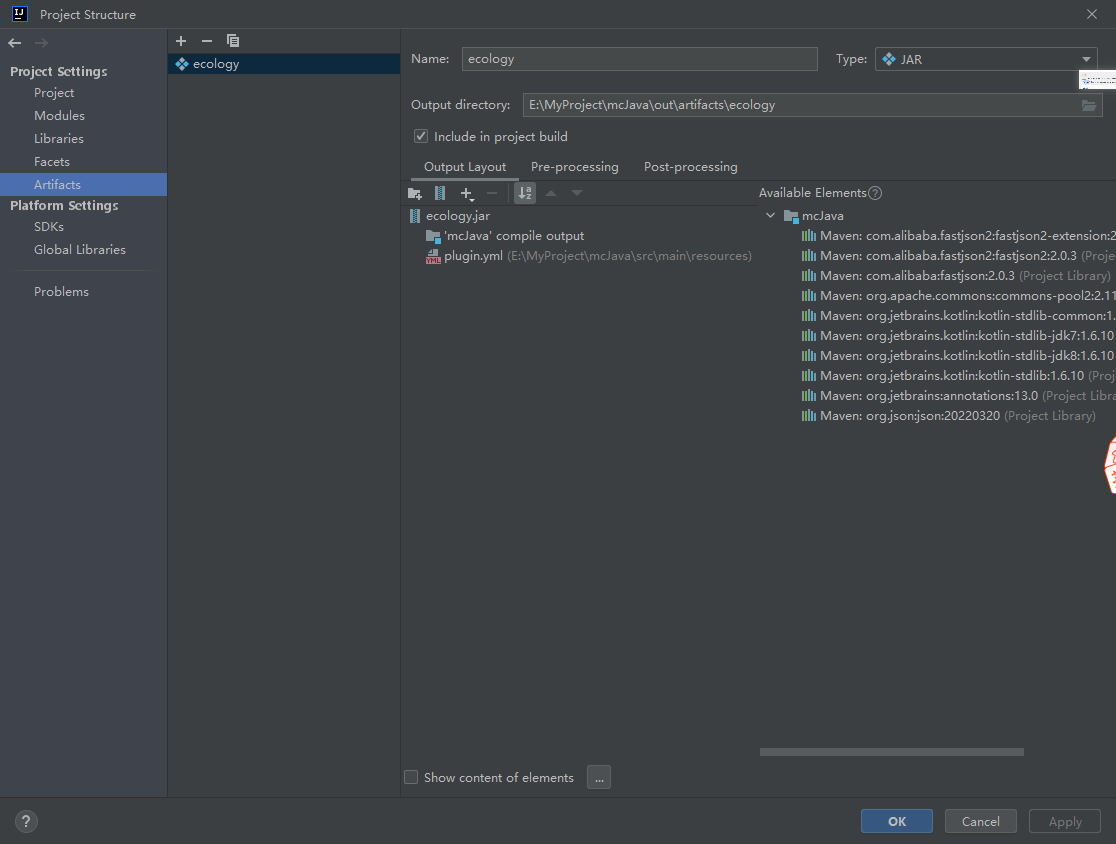 Project Structure
Project Settings
Project
Modules
Libraries
Facets
Artifacts
Platform Settings
SDKs
Global Libraries
Problems
ecology
Name: ecology Type: JAR
Output directory: E:\MyProject\mcJava\out\artifacts\ecology
Include in project build
Output Layout Pre-processing Post-processing
Available Elements
ecology.jar
'mcJava' compile output
plugin.yml (E:\MyProject\mcJava\src\main\resources)
mcJava
Maven: com.alibaba.fastjson2:fastjson2-extension:2
Maven: com.alibaba.fastjson2:fastjson2:2.0.3 (Proje
Maven: com.alibaba:fastjson:2.0.3 (Project Library)
Maven: org.apache.commons:commons-pool2:2.11
Maven: org.jetbrains.kotlin:kotlin-stdlib-common:1.
Maven: org.jetbrains.kotlin:kotlin-stdlib-jdk7:1.6.10
Maven: org.jetbrains.kotlin:kotlin-stdlib-jdk8:1.6.10
Maven: org.jetbrains.kotlin:kotlin-stdlib:1.6.10 (Proj
Maven: org.jetbrains:annotations:13.0 (Project Libra
Maven: org.json:json:20220320 (Project Library)
Show content of elements ...
? OK Cancel Apply